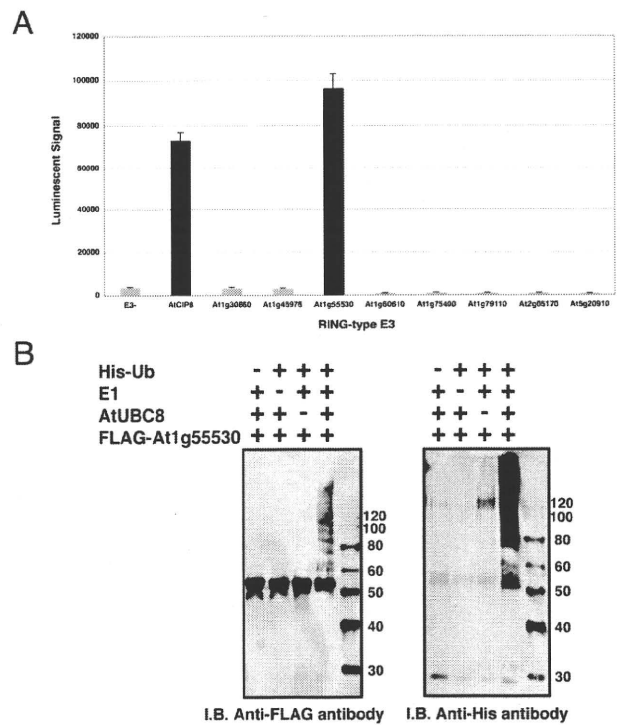 A
120000
100000
80000
60000
40000
20000
0
Luminescent Signal
E3- AtCIP8 At1g30860 At1g45976 At1g55530 At1g60610 At1g75400 At1g79110 At2g05170 At5g20910
RING-type E3
B
His-Ub - + + + - + + +
E1 + - + + + - + +
AtUBC8 + + - + + + - +
FLAG-At1g55530 + + + + + + + +
120
100
80
60
50
40
30
120
100
80
60
50
40
30
I.B. Anti-FLAG antibody
I.B. Anti-His antibody